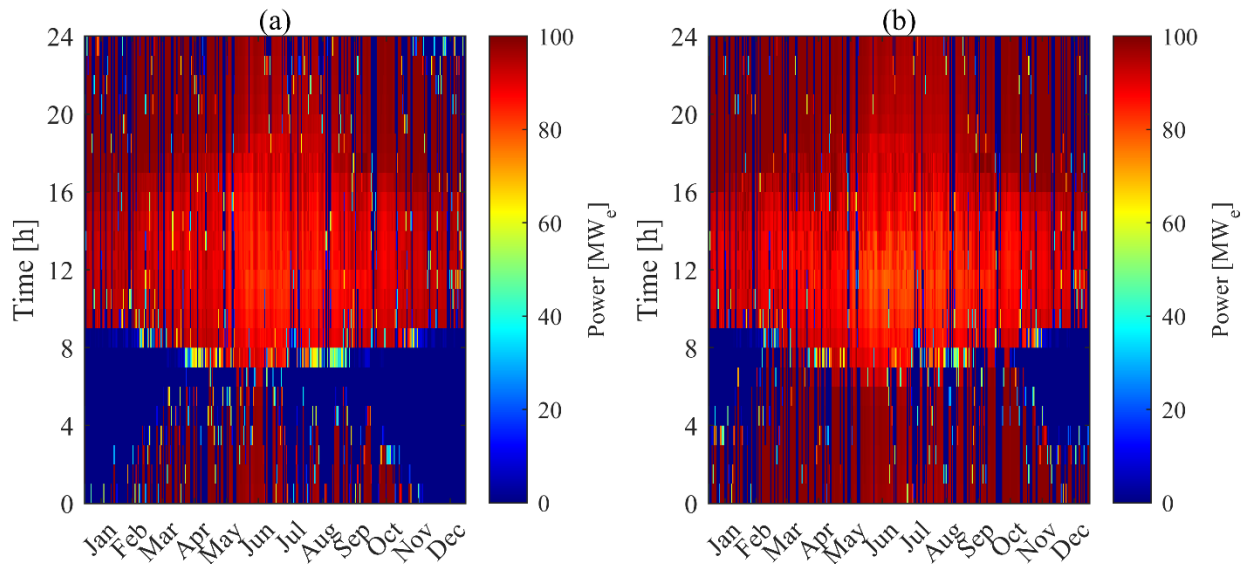 (a)
24
20
16
12
8
4
0
Time [h]
Jan
Feb
Mar
Apr
May
Jun
Jul
Aug
Sep
Oct
Nov
Dec
100
80
60
40
20
0
Power [MWe]
(b)
24
20
16
12
8
4
0
Time [h]
Jan
Feb
Mar
Apr
May
Jun
Jul
Aug
Sep
Oct
Nov
Dec
100
80
60
40
20
0
Power [MWe]